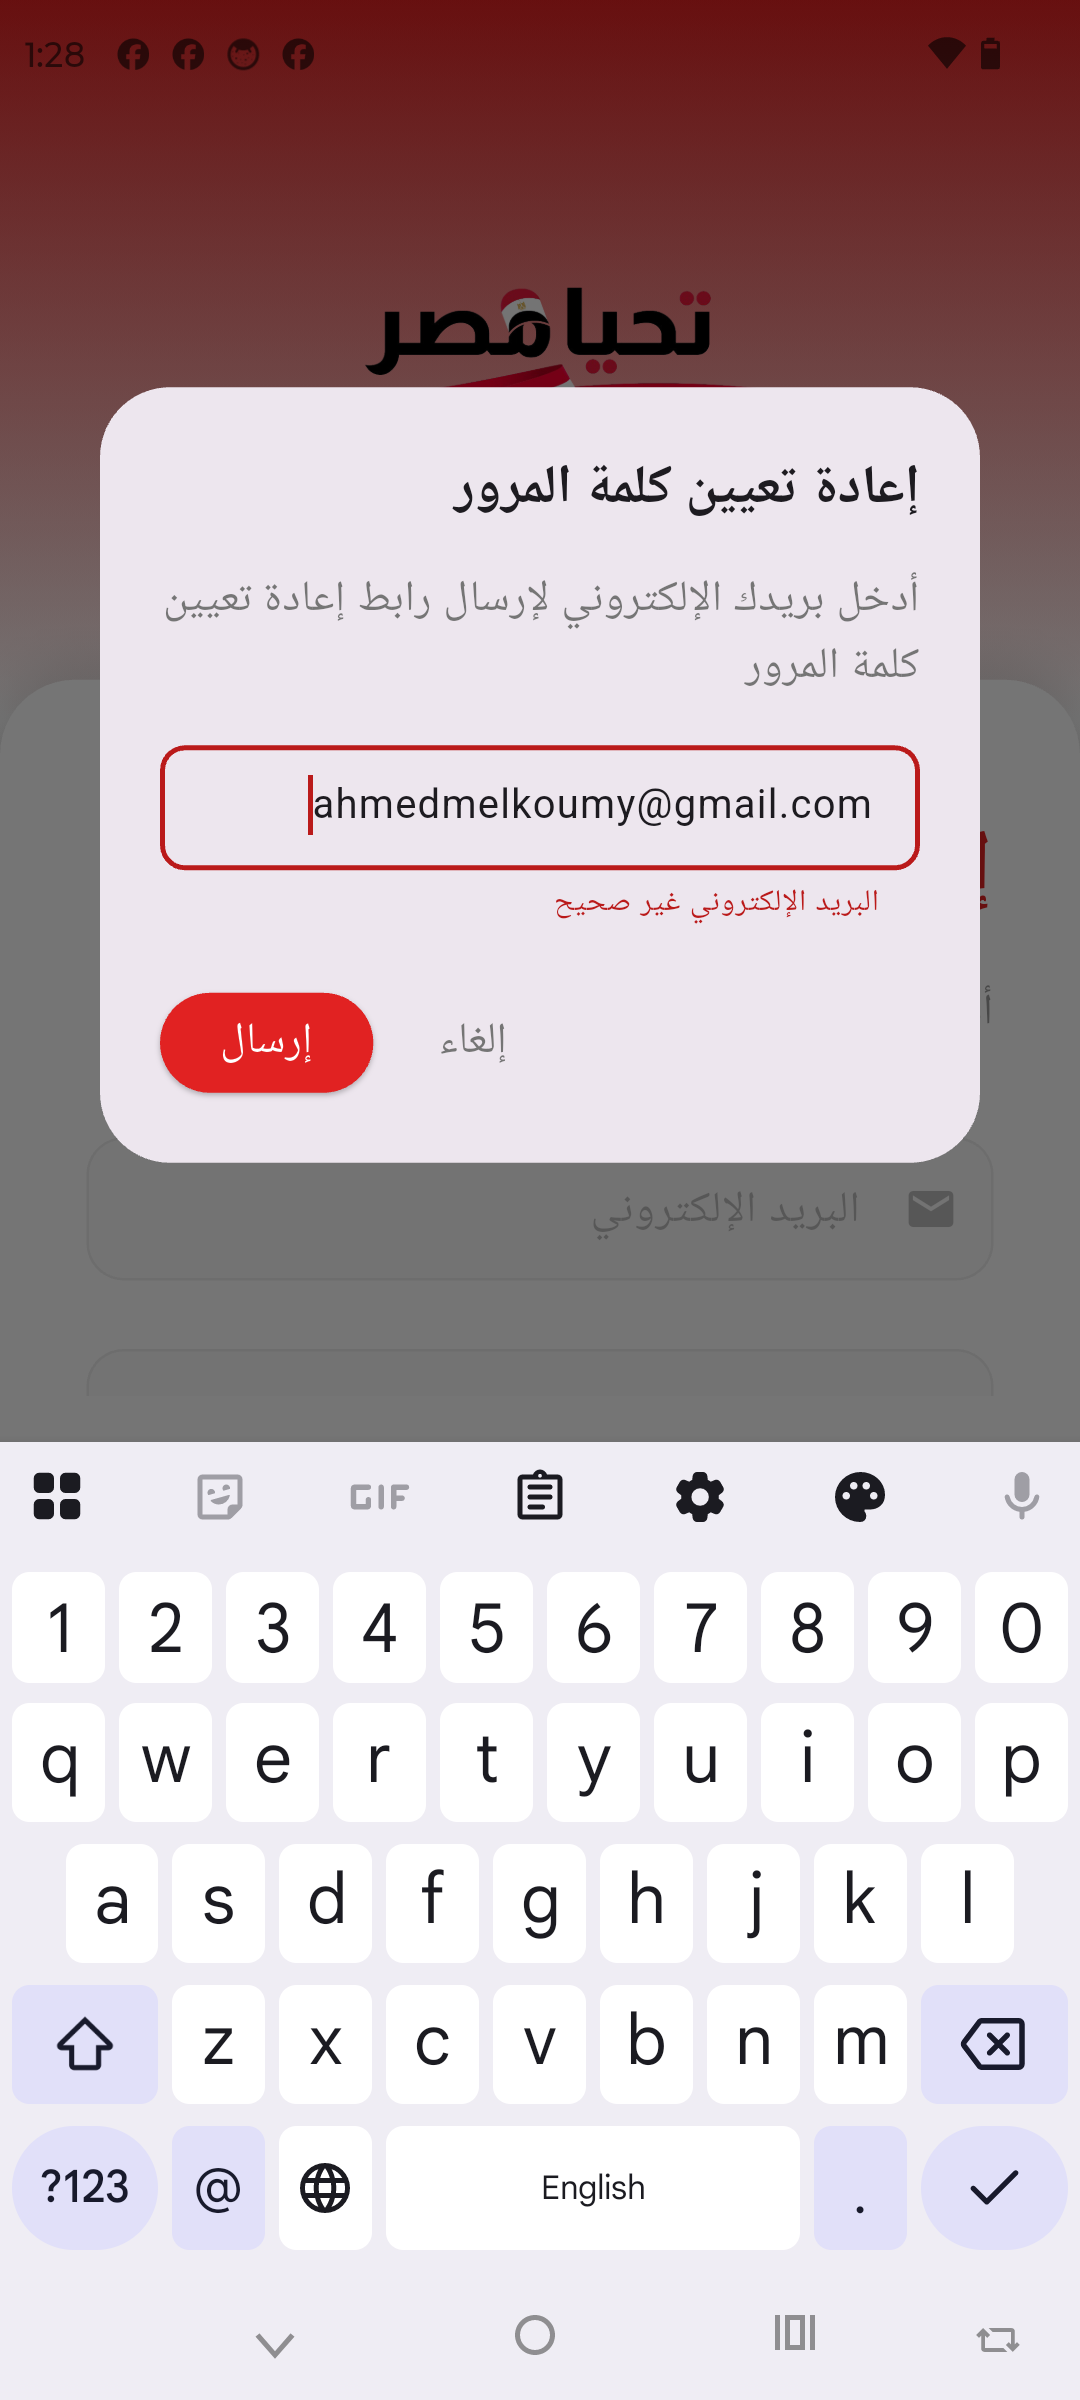 1:28
تحيا مصر
إعادة تعيين كلمة المرور
أدخل بريدك الإلكتروني لإرسال رابط إعادة تعيين
كلمة المرور
ahmedmelkoumy@gmail.com
البريد الإلكتروني غير صحيح
إلغاء
إرسال
البريد الإلكتروني
GIF
1 2 3 4 5 6 7 8 9 0
q w e r t y u i o p
a s d f g h j k l
z x c v b n m
?123 @ English .